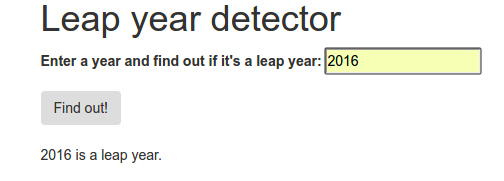 Leap year detector
Enter a year and find out if it's a leap year: 2016
Find out!
2016 is a leap year.